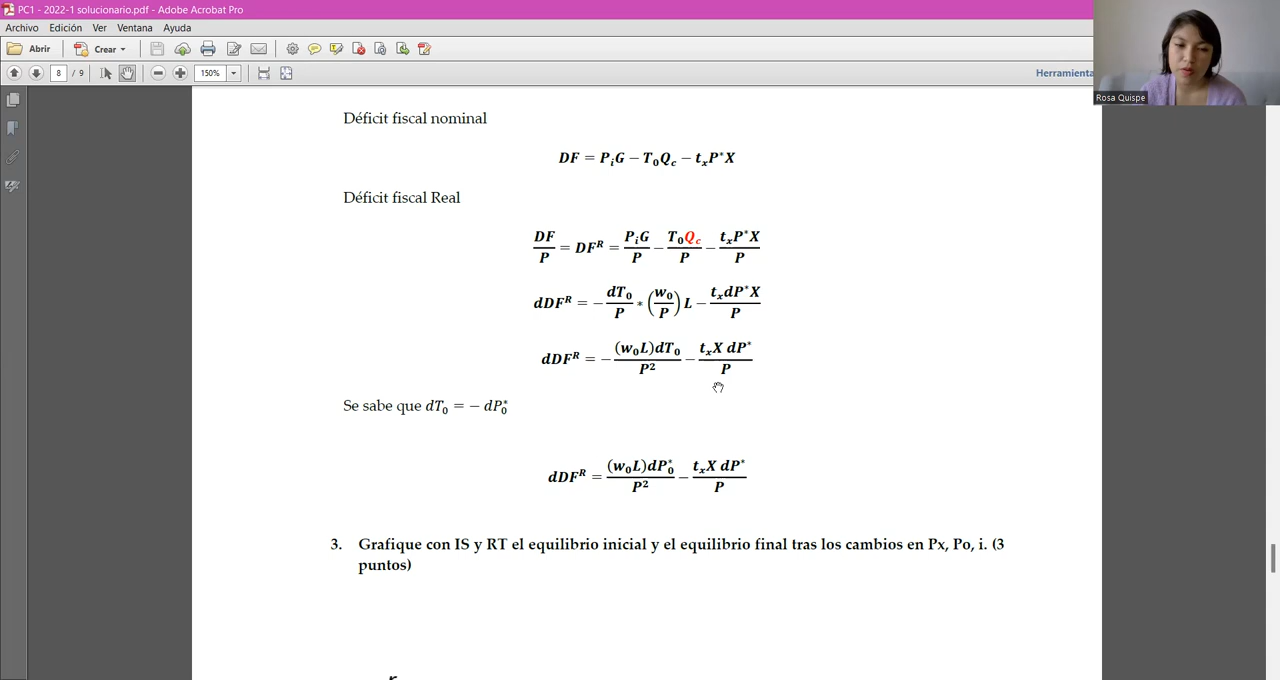 PC1 - 2022-1 solucionario.pdf - Adobe Acrobat Pro
Archivo Edición Ver Ventana Ayuda
Abrir Crear
8 / 9 150% Herramienta
Rosa Quispe
Déficit fiscal nominal
DF = P_iG − T_0Q_c − t_xP*X
Déficit fiscal Real
DF/P = DF^R = P_iG/P − T_0Q_c/P − t_xP*X/P
dDF^R = − dT_0/P * (w_0/P) L − t_xdP*X/P
dDF^R = − (w_0L)dT_0/P^2 − t_xX dP*/P
Se sabe que dT_0 = − dP_0^*
dDF^R = (w_0L)dP_0^*/P^2 − t_xX dP*/P
3. Grafique con IS y RT el equilibrio inicial y el equilibrio final tras los cambios en Px, Po, i. (3
puntos)